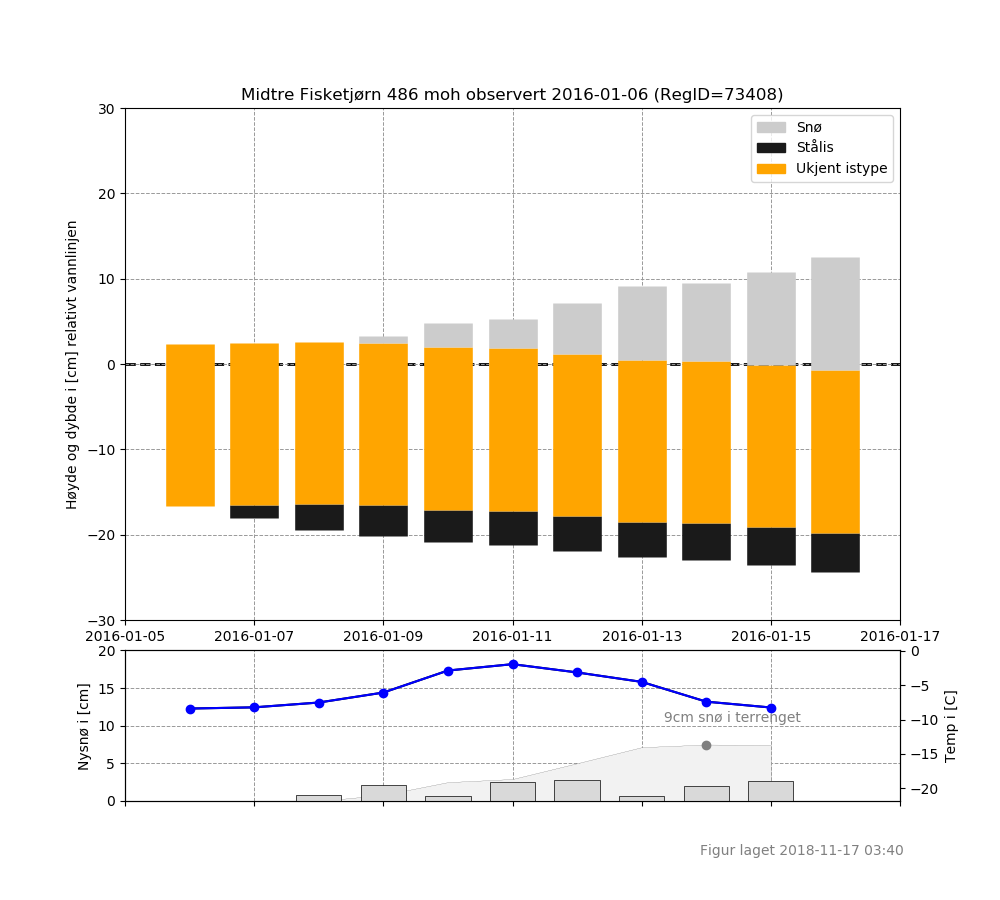 Midtre Fisketjørn 486 moh observert 2016-01-06 (RegID=73408)
Høyde og dybde i [cm] relativt vannlinjen
30
20
10
0
−10
−20
−30
Snø
Stålis
Ukjent istype
2016-01-05 2016-01-07 2016-01-09 2016-01-11 2016-01-13 2016-01-15 2016-01-17
Nysnø i [cm]
20
15
10
5
0
9cm snø i terrenget
0
−5
−10
−15
−20
Temp i [C]
Figur laget 2018-11-17 03:40